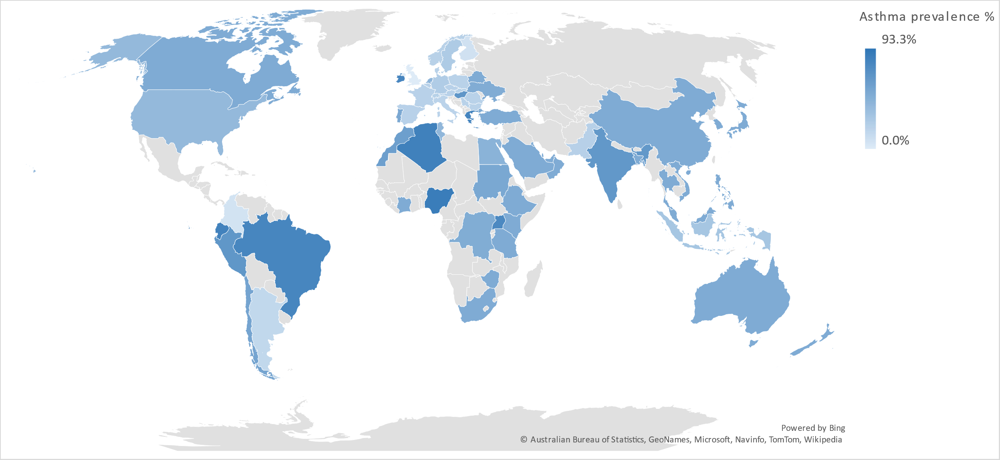 Asthma prevalence %
93.3%
0.0%
Powered by Bing
© Australian Bureau of Statistics, GeoNames, Microsoft, Navinfo, TomTom, Wikipedia